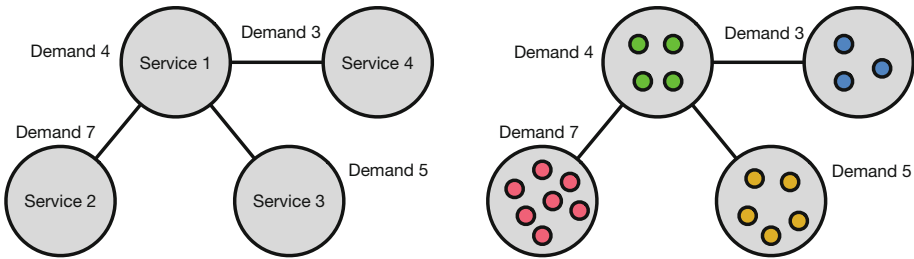 Demand 3
Demand 4
Service 1
Service 4
Demand 7
Demand 5
Service 2
Service 3
Demand 3
Demand 4
Demand 7
Demand 5